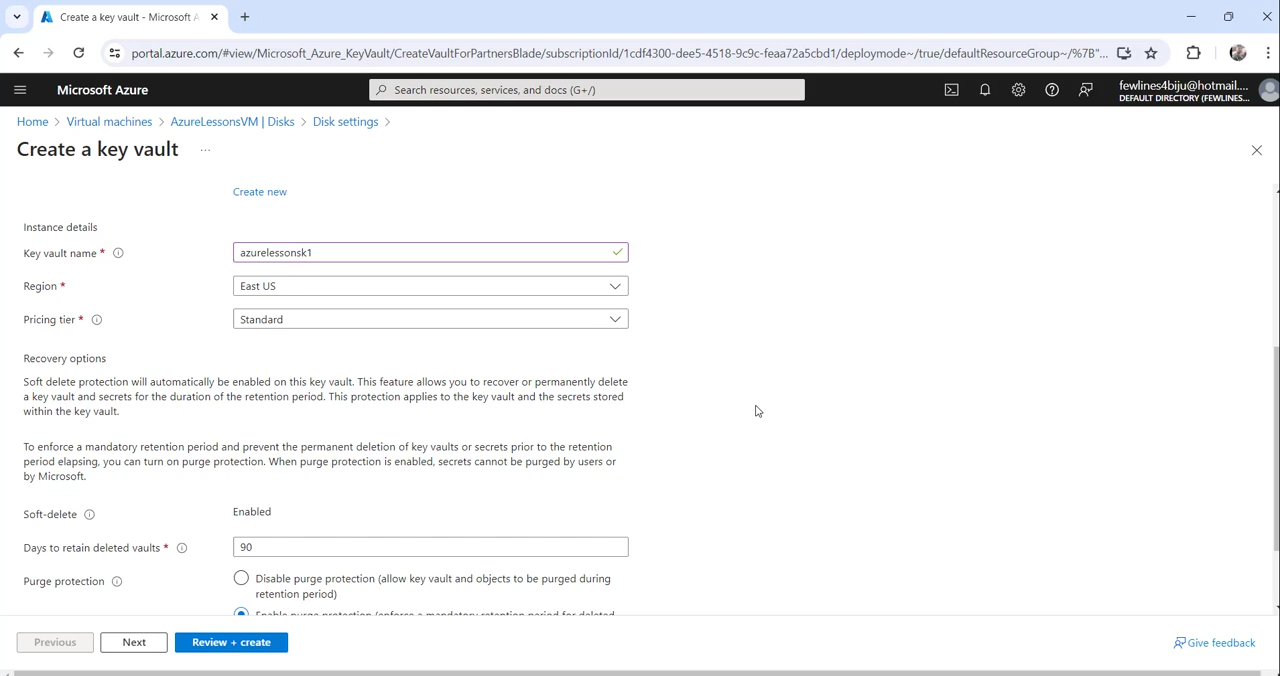 Create a key vault - Microsoft A
portal.azure.com/#view/Microsoft_Azure_KeyVault/CreateVaultForPartnersBlade/subscriptionId/1cdf4300-dee5-4518-9c9c-feaa72a5cbd1/deploymode~/true/defaultResourceGroup~/%7B"...
Microsoft Azure
Search resources, services, and docs (G+/)
fewlines4biju@hotmail....
DEFAULT DIRECTORY (FEWLINES...
Home > Virtual machines > AzureLessonsVM | Disks > Disk settings >
Create a key vault ...
Create new
Instance details
Key vault name *
azurelessonsk1
Region *
East US
Pricing tier *
Standard
Recovery options
Soft delete protection will automatically be enabled on this key vault. This feature allows you to recover or permanently delete
a key vault and secrets for the duration of the retention period. This protection applies to the key vault and the secrets stored
within the key vault.
To enforce a mandatory retention period and prevent the permanent deletion of key vaults or secrets prior to the retention
period elapsing, you can turn on purge protection. When purge protection is enabled, secrets cannot be purged by users or
by Microsoft.
Soft-delete
Enabled
Days to retain deleted vaults *
90
Purge protection
Disable purge protection (allow key vault and objects to be purged during
retention period)
Enable purge protection (enforce a mandatory retention period for deleted
Previous
Next
Review + create
Give feedback